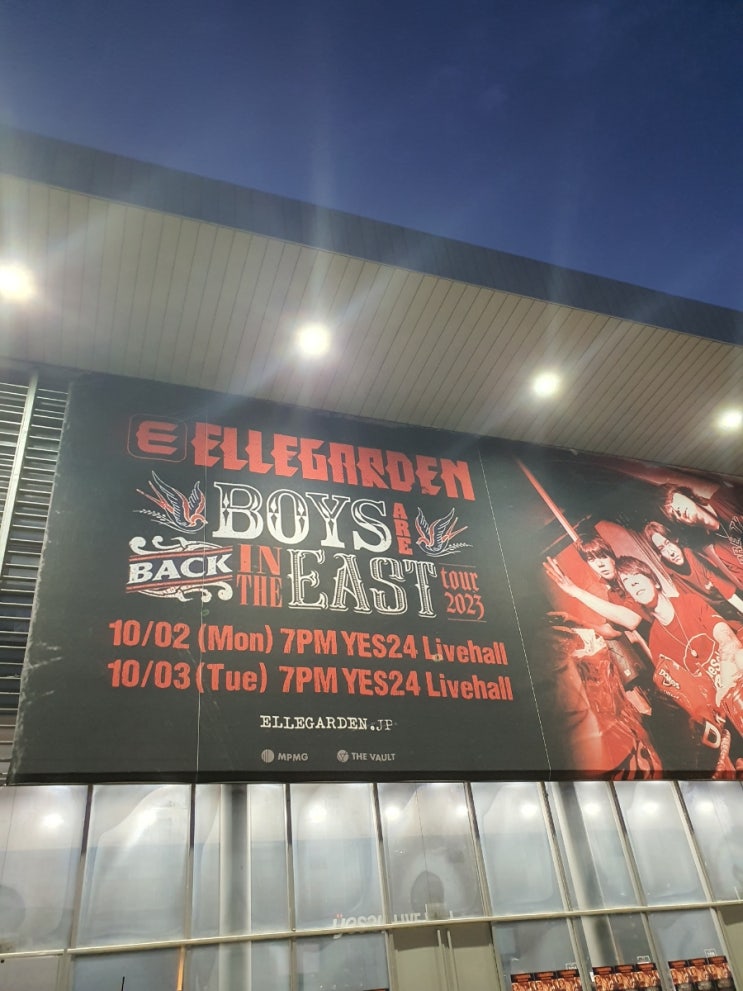 E ELLEGARDEN
BOYS ARE
BACK IN THE EAST tour 2023
10/02 (Mon) 7PM YES24 Livehall
10/03 (Tue) 7PM YES24 Livehall
ELLEGARDEN.JP
MPMG THE VAULT